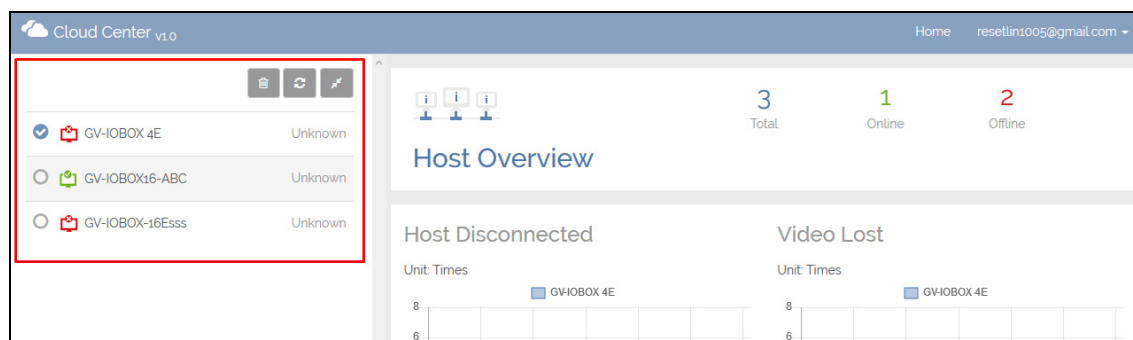 Cloud Center v1.0
Home resetlin1005@gmail.com
GV-IOBOX 4E Unknown
GV-IOBOX16-ABC Unknown
GV-IOBOX-16Esss Unknown
3 1 2
Total Online Offline
Host Overview
Host Disconnected
Unit: Times
GV-IOBOX 4E
8
6
Video Lost
Unit: Times
GV-IOBOX 4E
8
6